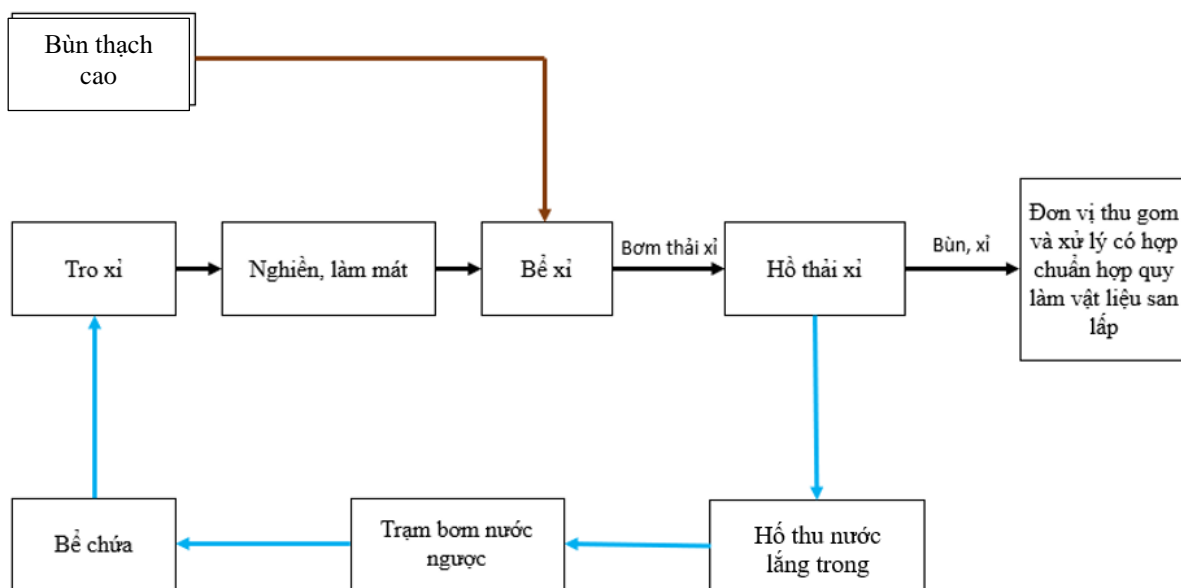 Bùn thạch
cao
Tro xỉ
Nghiền, làm mát
Bể xỉ
Bơm thải xỉ
Hồ thải xỉ
Bùn, xỉ
Đơn vị thu gom
và xử lý có hợp
chuẩn hợp quy
làm vật liệu san
lấp
Bể chứa
Trạm bơm nước
ngược
Hố thu nước
lắng trong